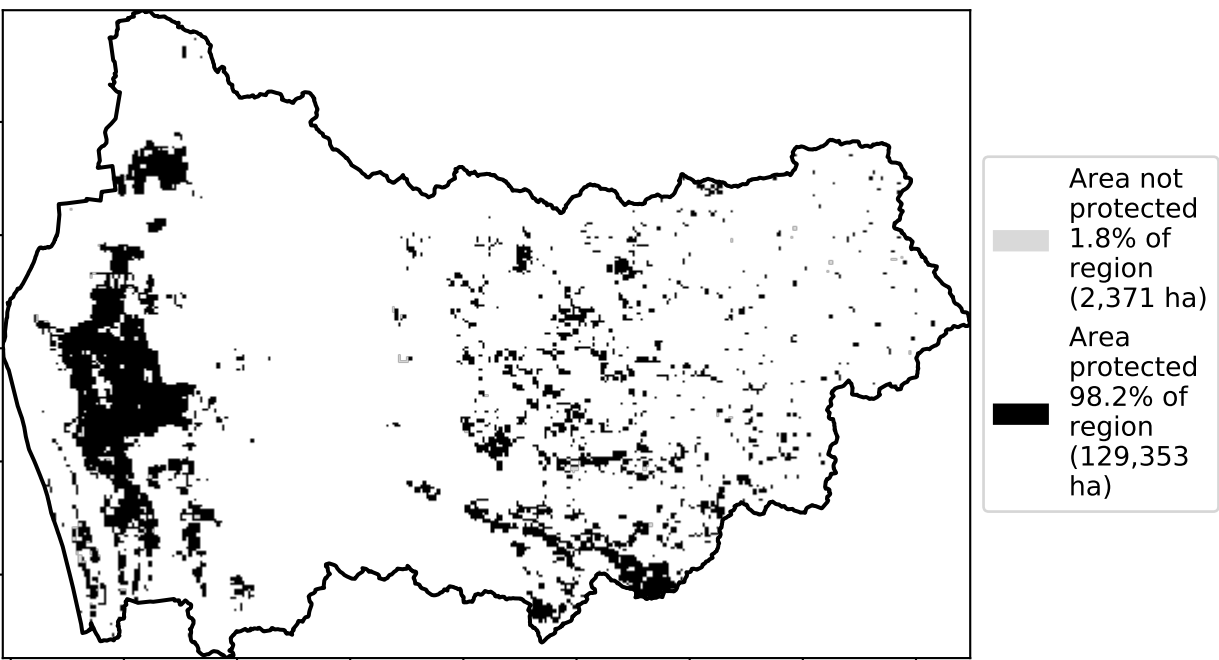 Area not
protected
1.8% of
region
(2,371 ha)
Area
protected
98.2% of
region
(129,353
ha)